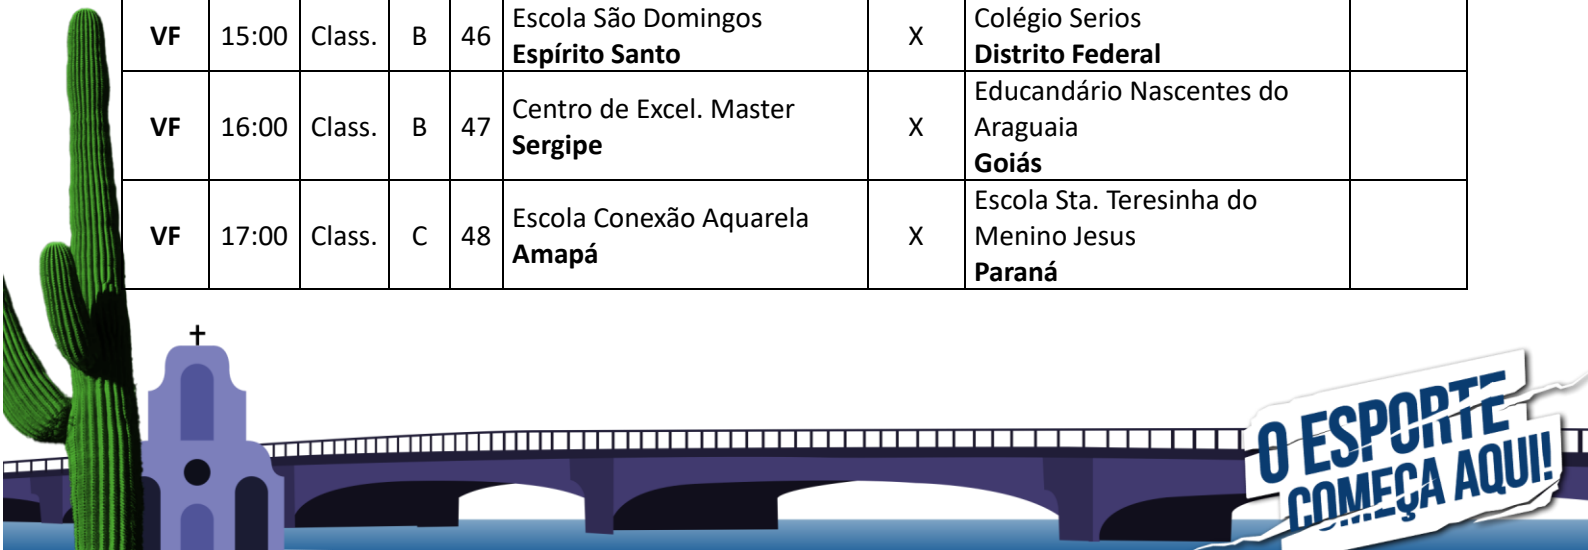 VF 15:00 Class. B 46 Escola São Domingos X Colégio Serios
Espírito Santo Distrito Federal
VF 16:00 Class. B 47 Centro de Excel. Master X Educandário Nascentes do
Sergipe Araguaia
Goiás
VF 17:00 Class. C 48 Escola Conexão Aquarela X Escola Sta. Teresinha do
Amapá Menino Jesus
Paraná
O ESPORTE
COMEÇA AQUI!